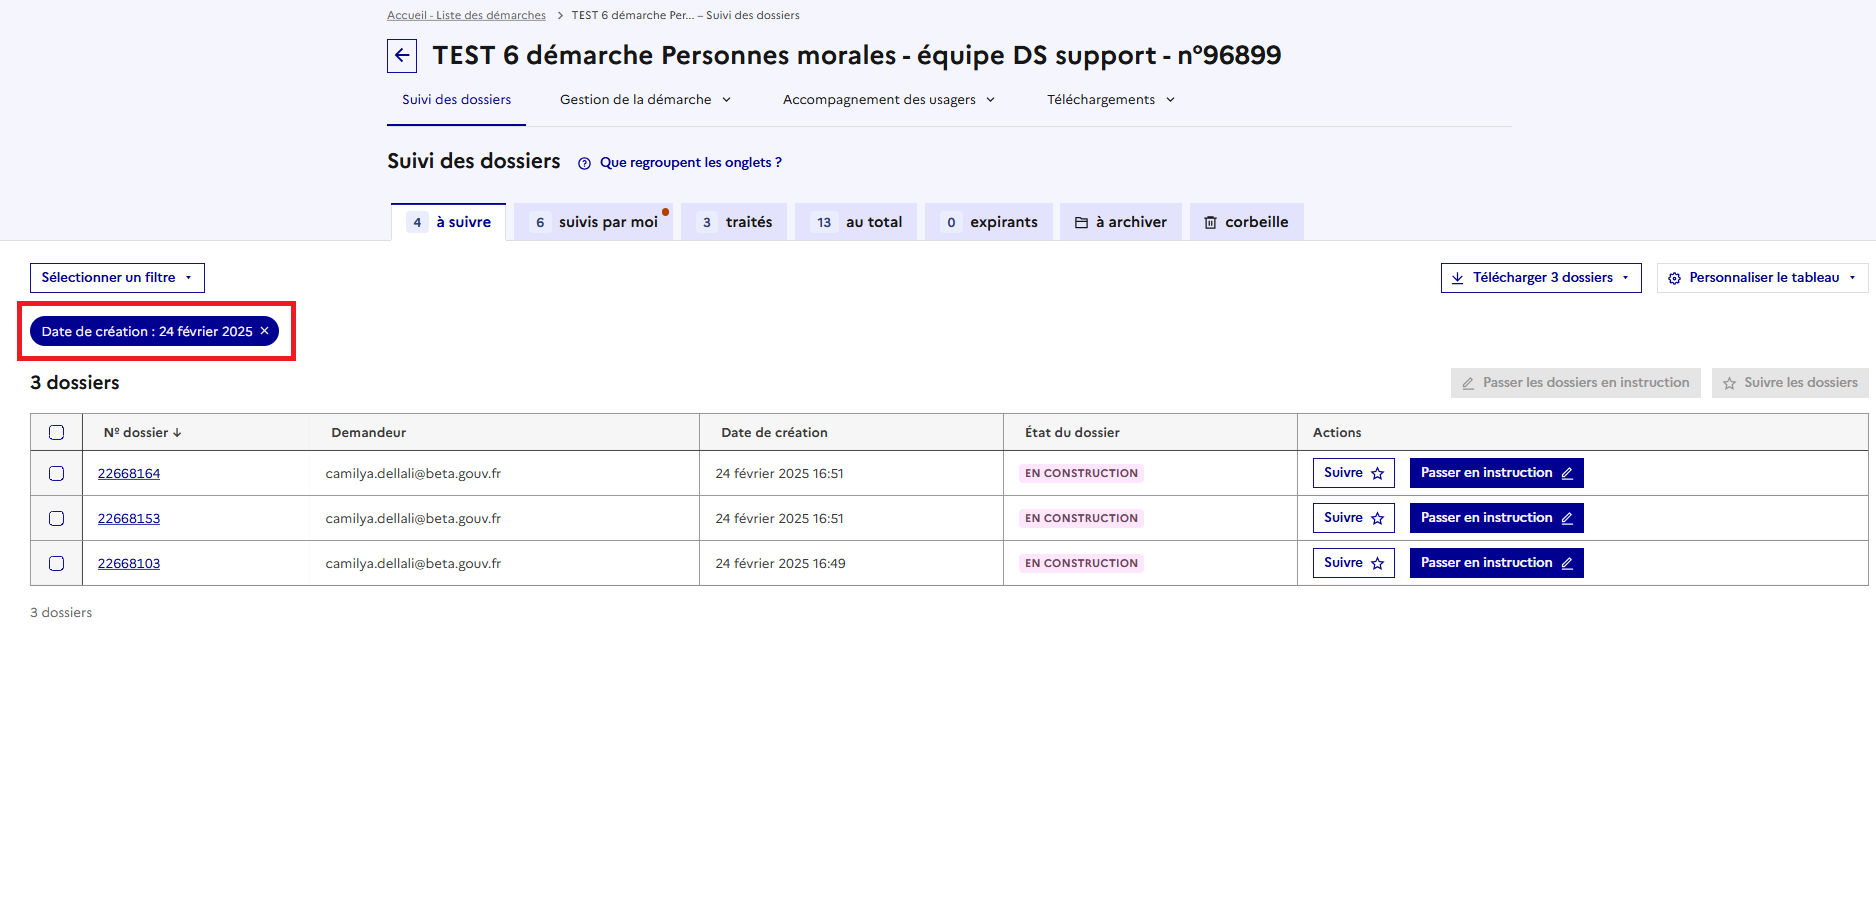 Accueil - Liste des démarches > TEST 6 démarche Per... – Suivi des dossiers
TEST 6 démarche Personnes morales - équipe DS support - n°96899
Suivi des dossiers Gestion de la démarche Accompagnement des usagers Téléchargements
Suivi des dossiers Que regroupent les onglets ?
4 à suivre 6 suivis par moi 3 traités 13 au total 0 expirants à archiver corbeille
Sélectionner un filtre Télécharger 3 dossiers Personnaliser le tableau
Date de création : 24 février 2025 ×
3 dossiers Passer les dossiers en instruction Suivre les dossiers
Nº dossier ↓ Demandeur Date de création État du dossier Actions
22668164 camilya.dellali@beta.gouv.fr 24 février 2025 16:51 EN CONSTRUCTION Suivre Passer en instruction
22668153 camilya.dellali@beta.gouv.fr 24 février 2025 16:51 EN CONSTRUCTION Suivre Passer en instruction
22668103 camilya.dellali@beta.gouv.fr 24 février 2025 16:49 EN CONSTRUCTION Suivre Passer en instruction
3 dossiers